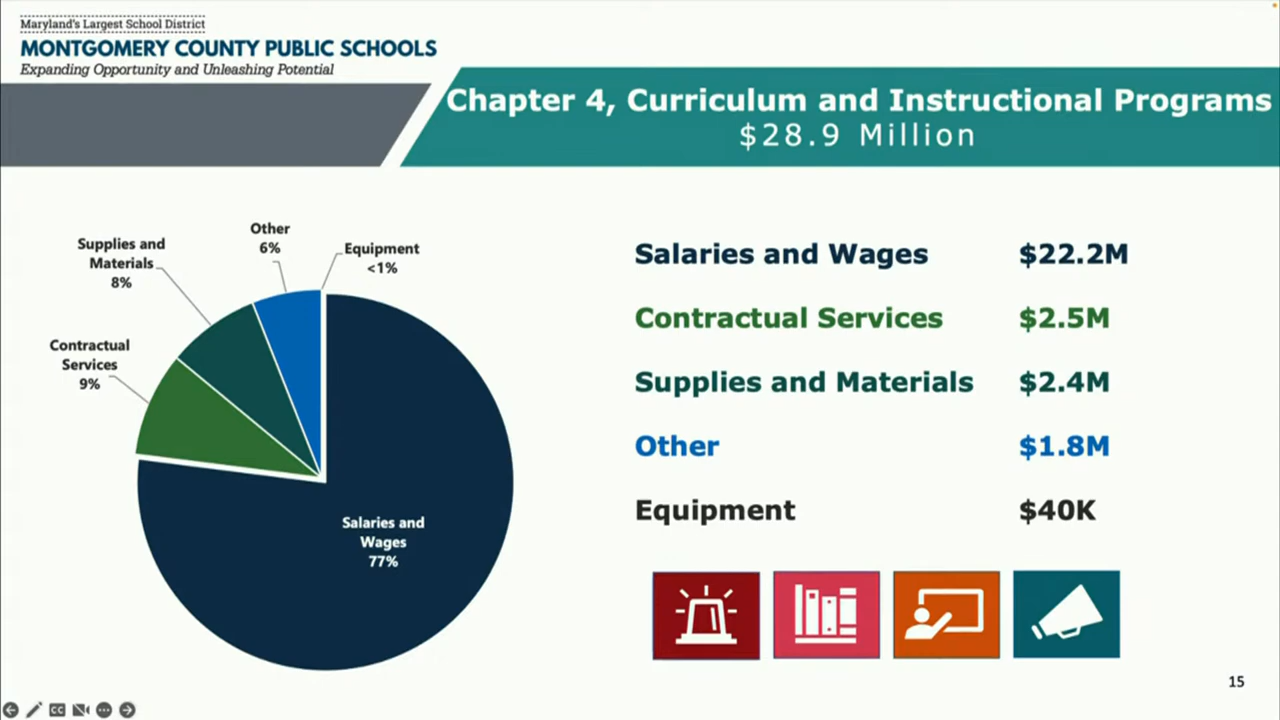 Maryland's Largest School District
MONTGOMERY COUNTY PUBLIC SCHOOLS
Expanding Opportunity and Unleashing Potential
Chapter 4, Curriculum and Instructional Programs
$28.9 Million
Other
6%
Equipment
<1%
Supplies and
Materials
8%
Contractual
Services
9%
Salaries and
Wages
77%
Salaries and Wages $22.2M
Contractual Services $2.5M
Supplies and Materials $2.4M
Other $1.8M
Equipment $40K
15
CC